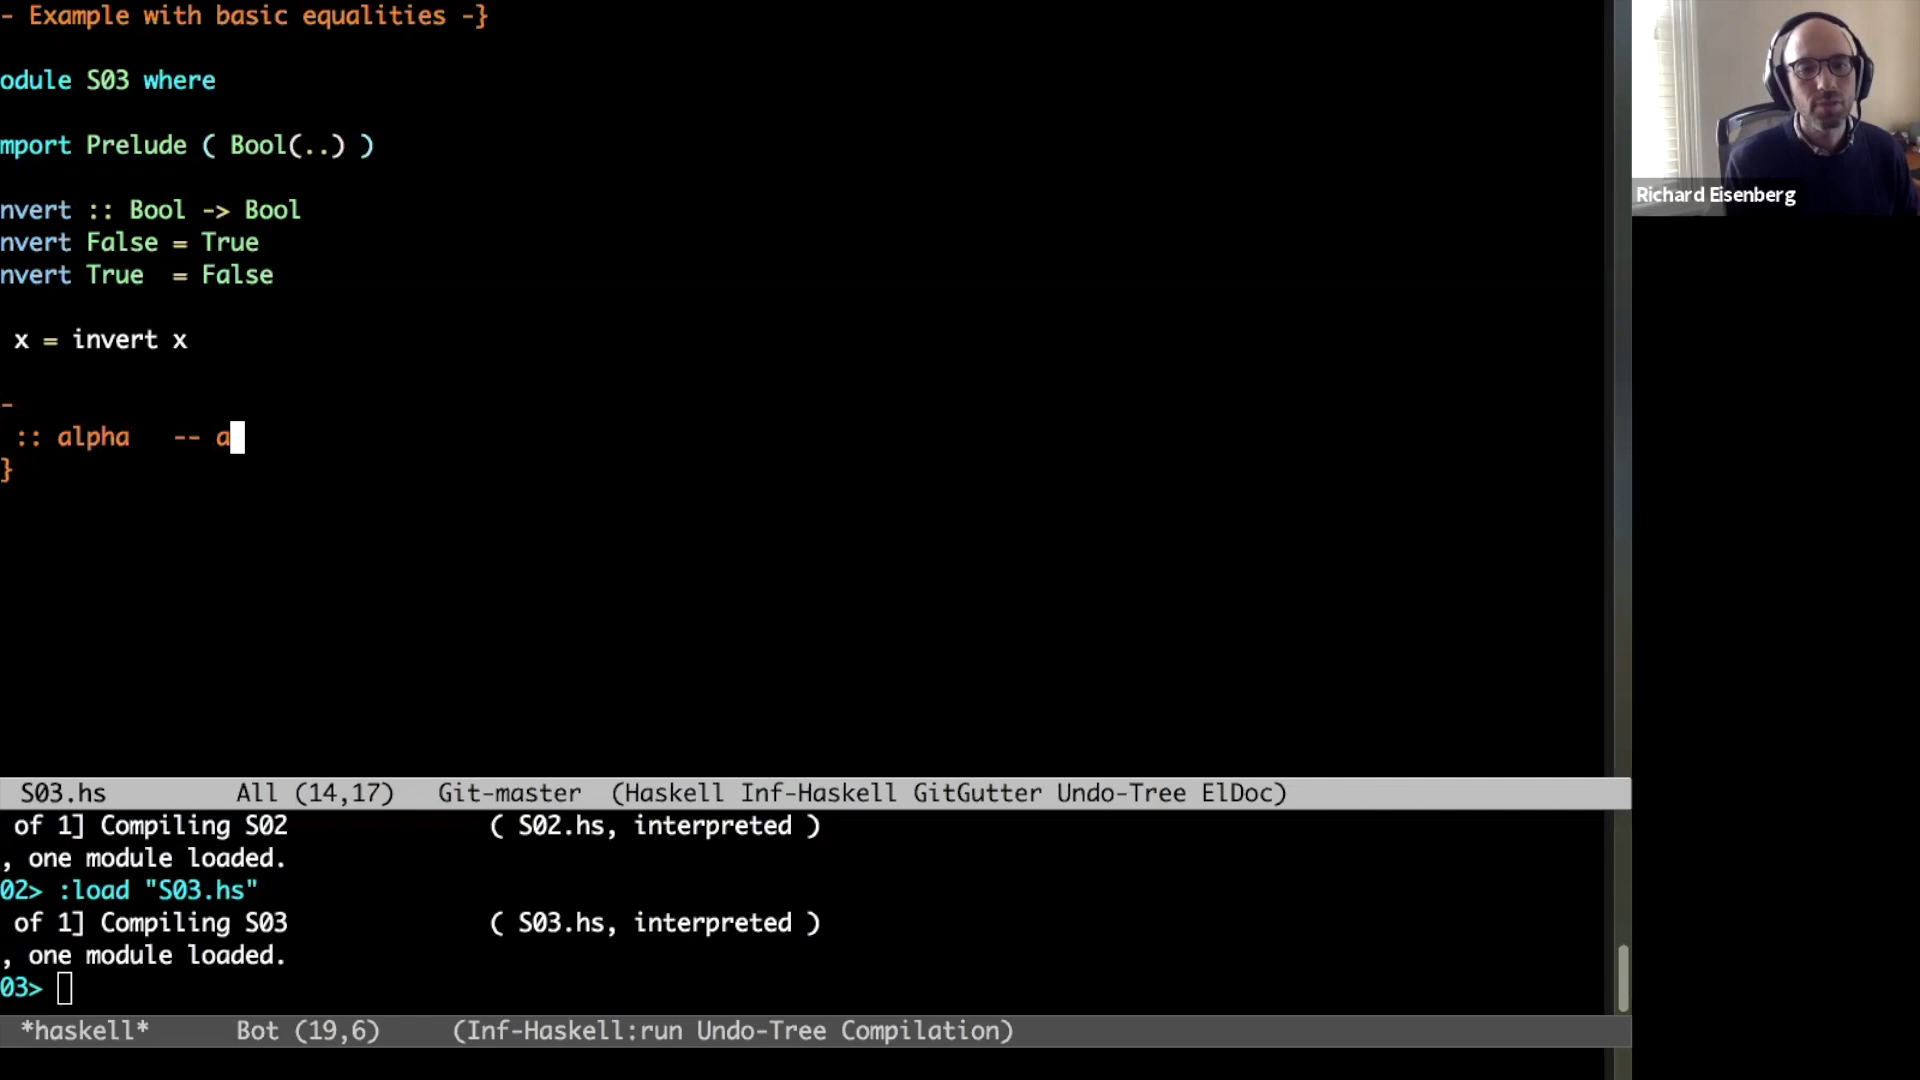 - Example with basic equalities -}
odule S03 where
mport Prelude ( Bool(..) )
nvert :: Bool -> Bool
nvert False = True
nvert True  = False
x = invert x
-
:: alpha   -- a
}
S03.hs         All (14,17)   Git-master  (Haskell Inf-Haskell GitGutter Undo-Tree ElDoc)
of 1] Compiling S02              ( S02.hs, interpreted )
, one module loaded.
02> :load "S03.hs"
of 1] Compiling S03              ( S03.hs, interpreted )
, one module loaded.
03>
*haskell*      Bot (19,6)    (Inf-Haskell:run Undo-Tree Compilation)
Richard Eisenberg